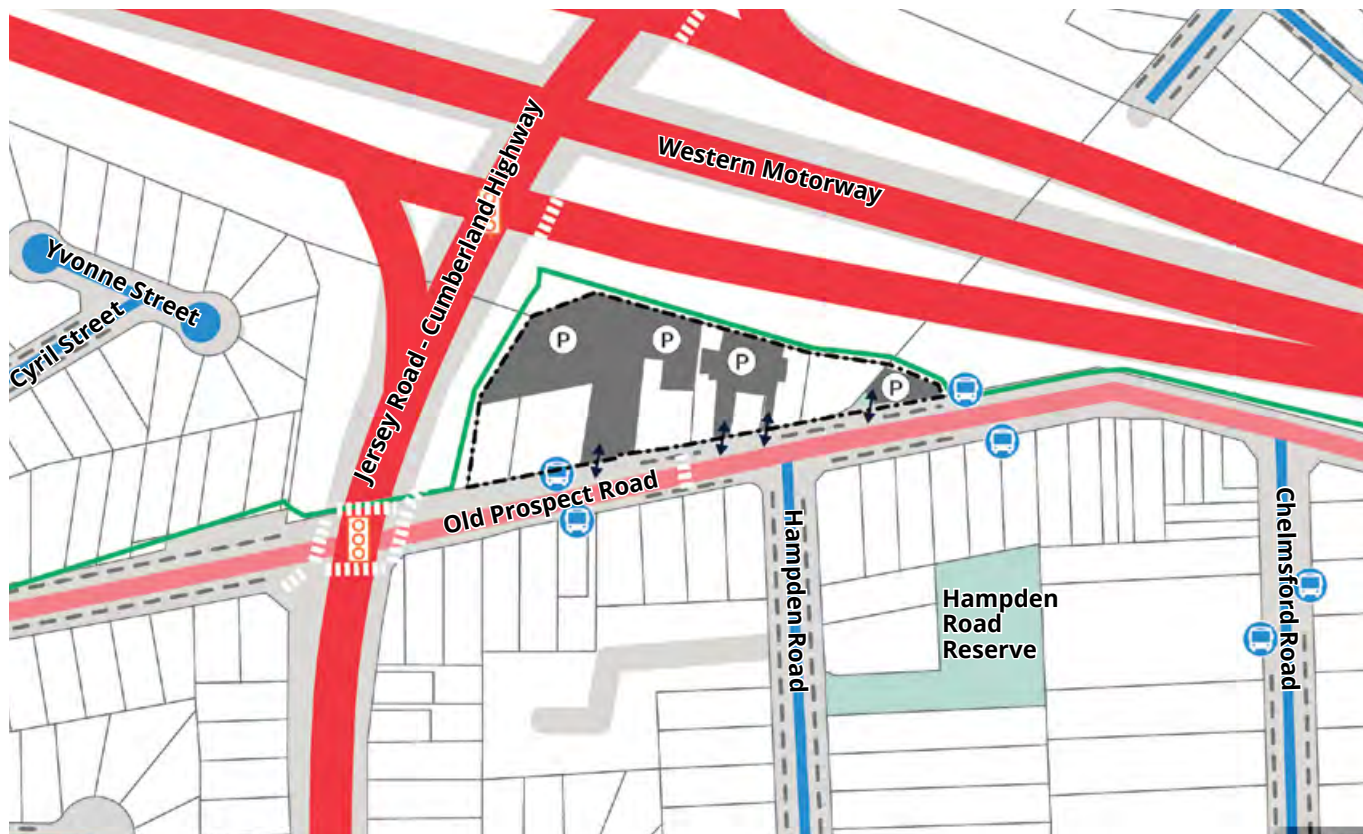 Western Motorway
Jersey Road - Cumberland Highway
Yvonne Street
Cyril Street
P
P
P
P
Old Prospect Road
Hampden Road
Chelmsford Road
Hampden
Road
Reserve